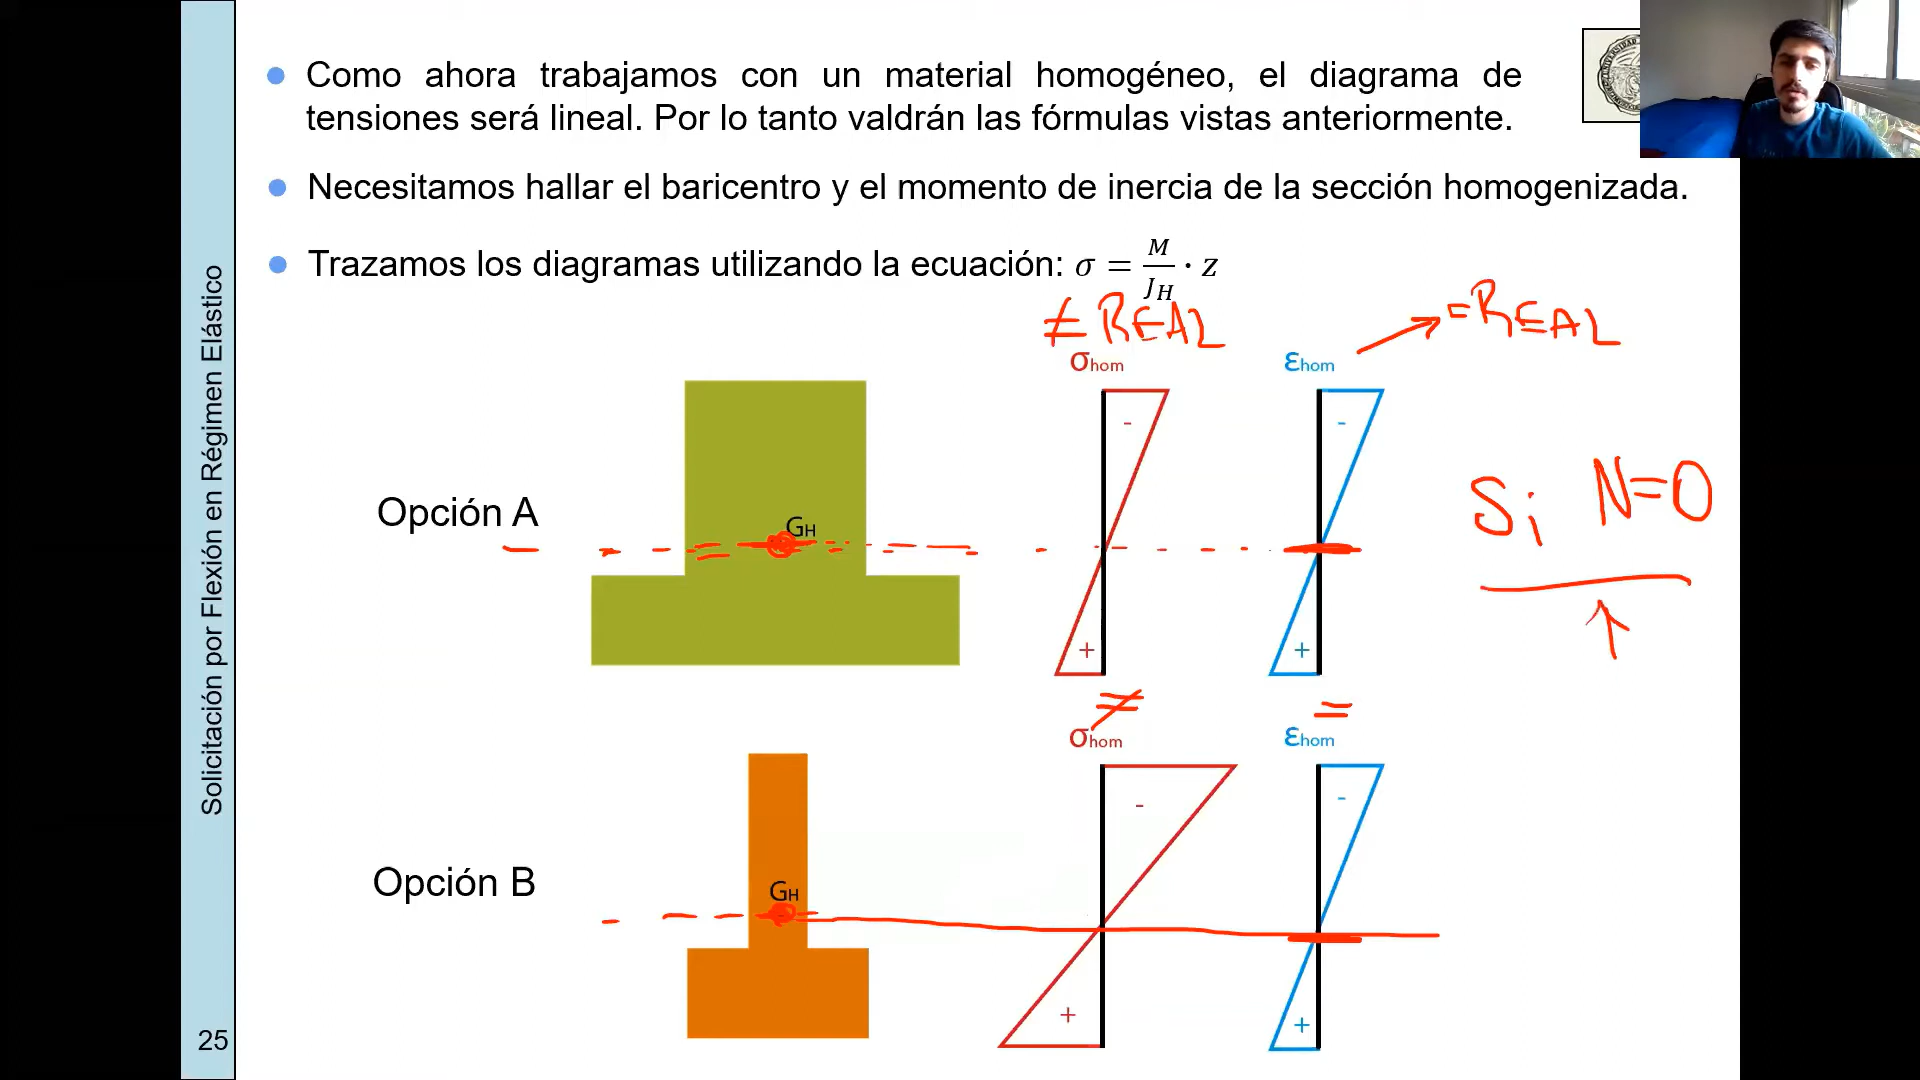 Como ahora trabajamos con un material homogéneo, el diagrama de
tensiones será lineal. Por lo tanto valdrán las fórmulas vistas anteriormente.
Necesitamos hallar el baricentro y el momento de inercia de la sección homogenizada.
Trazamos los diagramas utilizando la ecuación: σ = M/J_H · z
≠ REAL
=REAL
σhom
εhom
-
-
Si N=0
Opción A
GH
+
+
≠
=
σhom
εhom
-
-
Opción B
GH
+
+
Solicitación por Flexión en Régimen Elástico
25